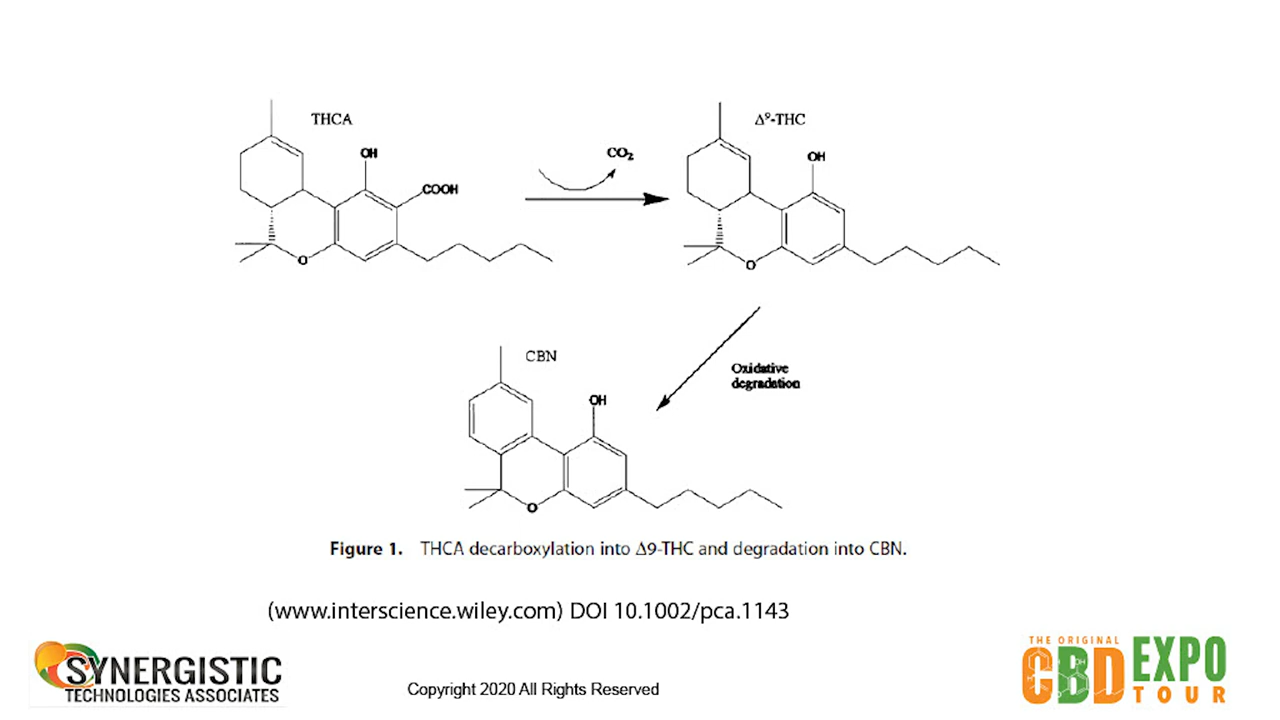 THCA
OH
COOH
O
CO₂
Δ⁹-THC
OH
O
Oxidative
degradation
CBN
OH
O
Figure 1. THCA decarboxylation into Δ9-THC and degradation into CBN.
(www.interscience.wiley.com) DOI 10.1002/pca.1143
SYNERGISTIC
TECHNOLOGIES ASSOCIATES
Copyright 2020 All Rights Reserved
THE ORIGINAL
CBD EXPO
TOUR